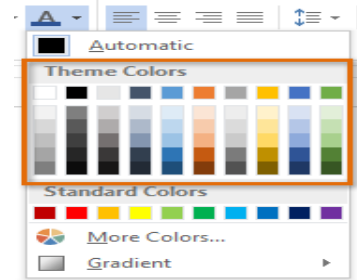 A
Automatic
Theme Colors
Standard Colors
More Colors...
Gradient